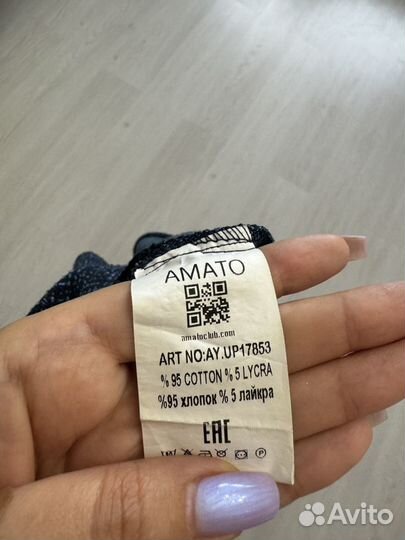 AMATO
amatoclub.com
ART NO:AY.UP17853
% 95 COTTON % 5 LYCRA
%95 хлопок % 5 лайкра
EAC
Avito